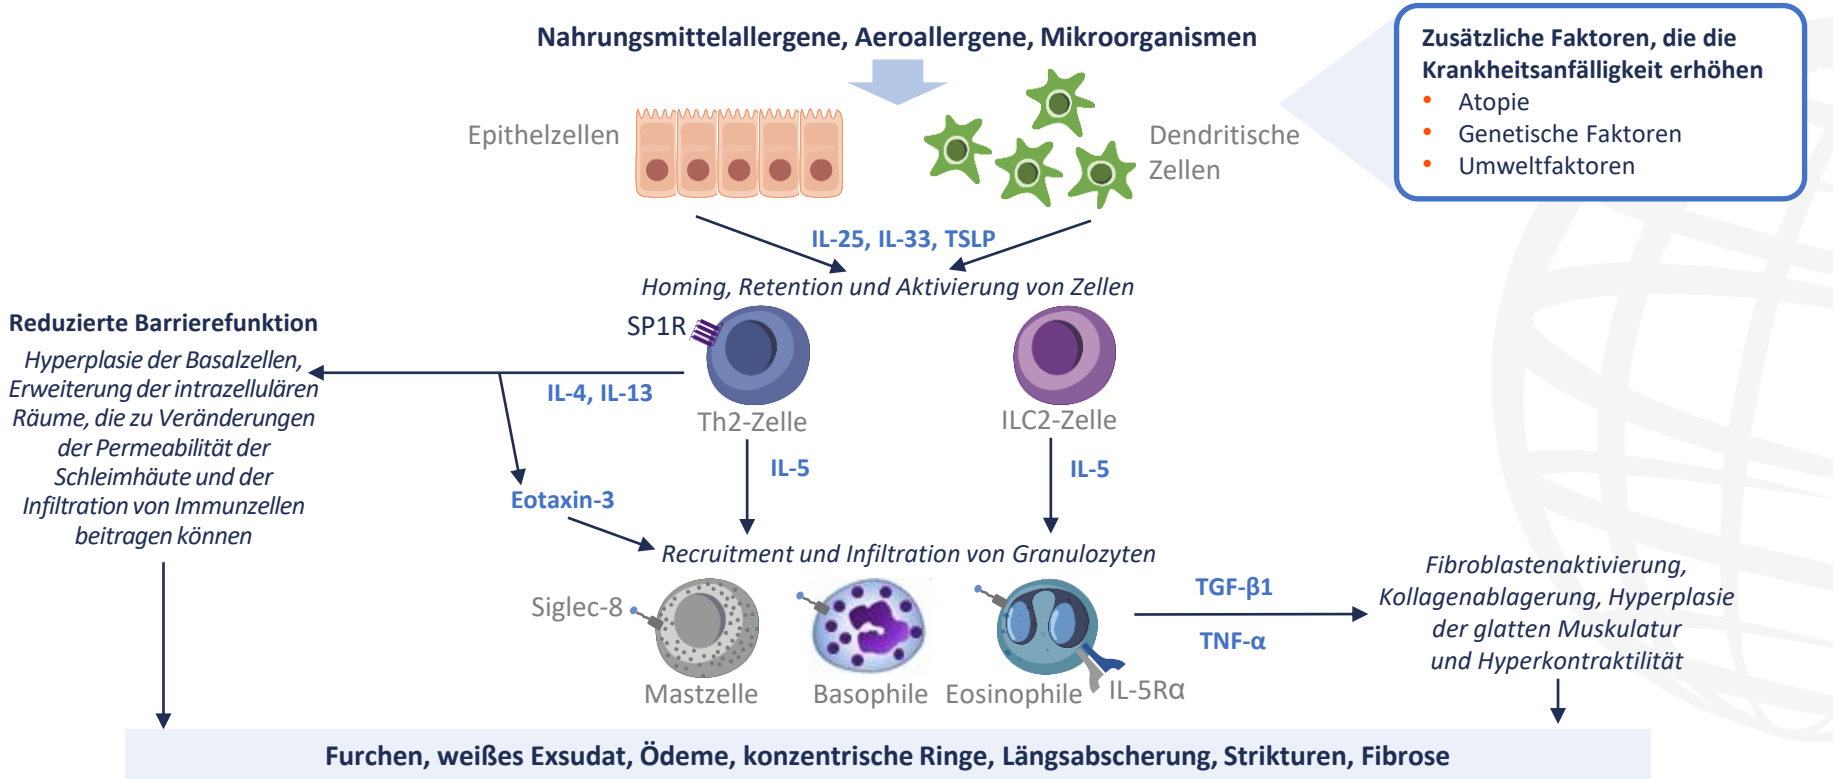 Nahrungsmittelallergene, Aeroallergene, Mikroorganismen
Zusätzliche Faktoren, die die
Krankheitsanfälligkeit erhöhen
• Atopie
• Genetische Faktoren
• Umweltfaktoren
Epithelzellen
Dendritische
Zellen
IL-25, IL-33, TSLP
Homing, Retention und Aktivierung von Zellen
Reduzierte Barrierefunktion
Hyperplasie der Basalzellen,
Erweiterung der intrazellulären
Räume, die zu Veränderungen
der Permeabilität der
Schleimhäute und der
Infiltration von Immunzellen
beitragen können
SP1R
IL-4, IL-13
Th2-Zelle
ILC2-Zelle
IL-5
IL-5
Eotaxin-3
Recruitment und Infiltration von Granulozyten
Siglec-8
Mastzelle
Basophile
Eosinophile
IL-5Rα
TGF-β1
TNF-α
Fibroblastenaktivierung,
Kollagenablagerung, Hyperplasie
der glatten Muskulatur
und Hyperkontraktilität
Furchen, weißes Exsudat, Ödeme, konzentrische Ringe, Längsabscherung, Strikturen, Fibrose